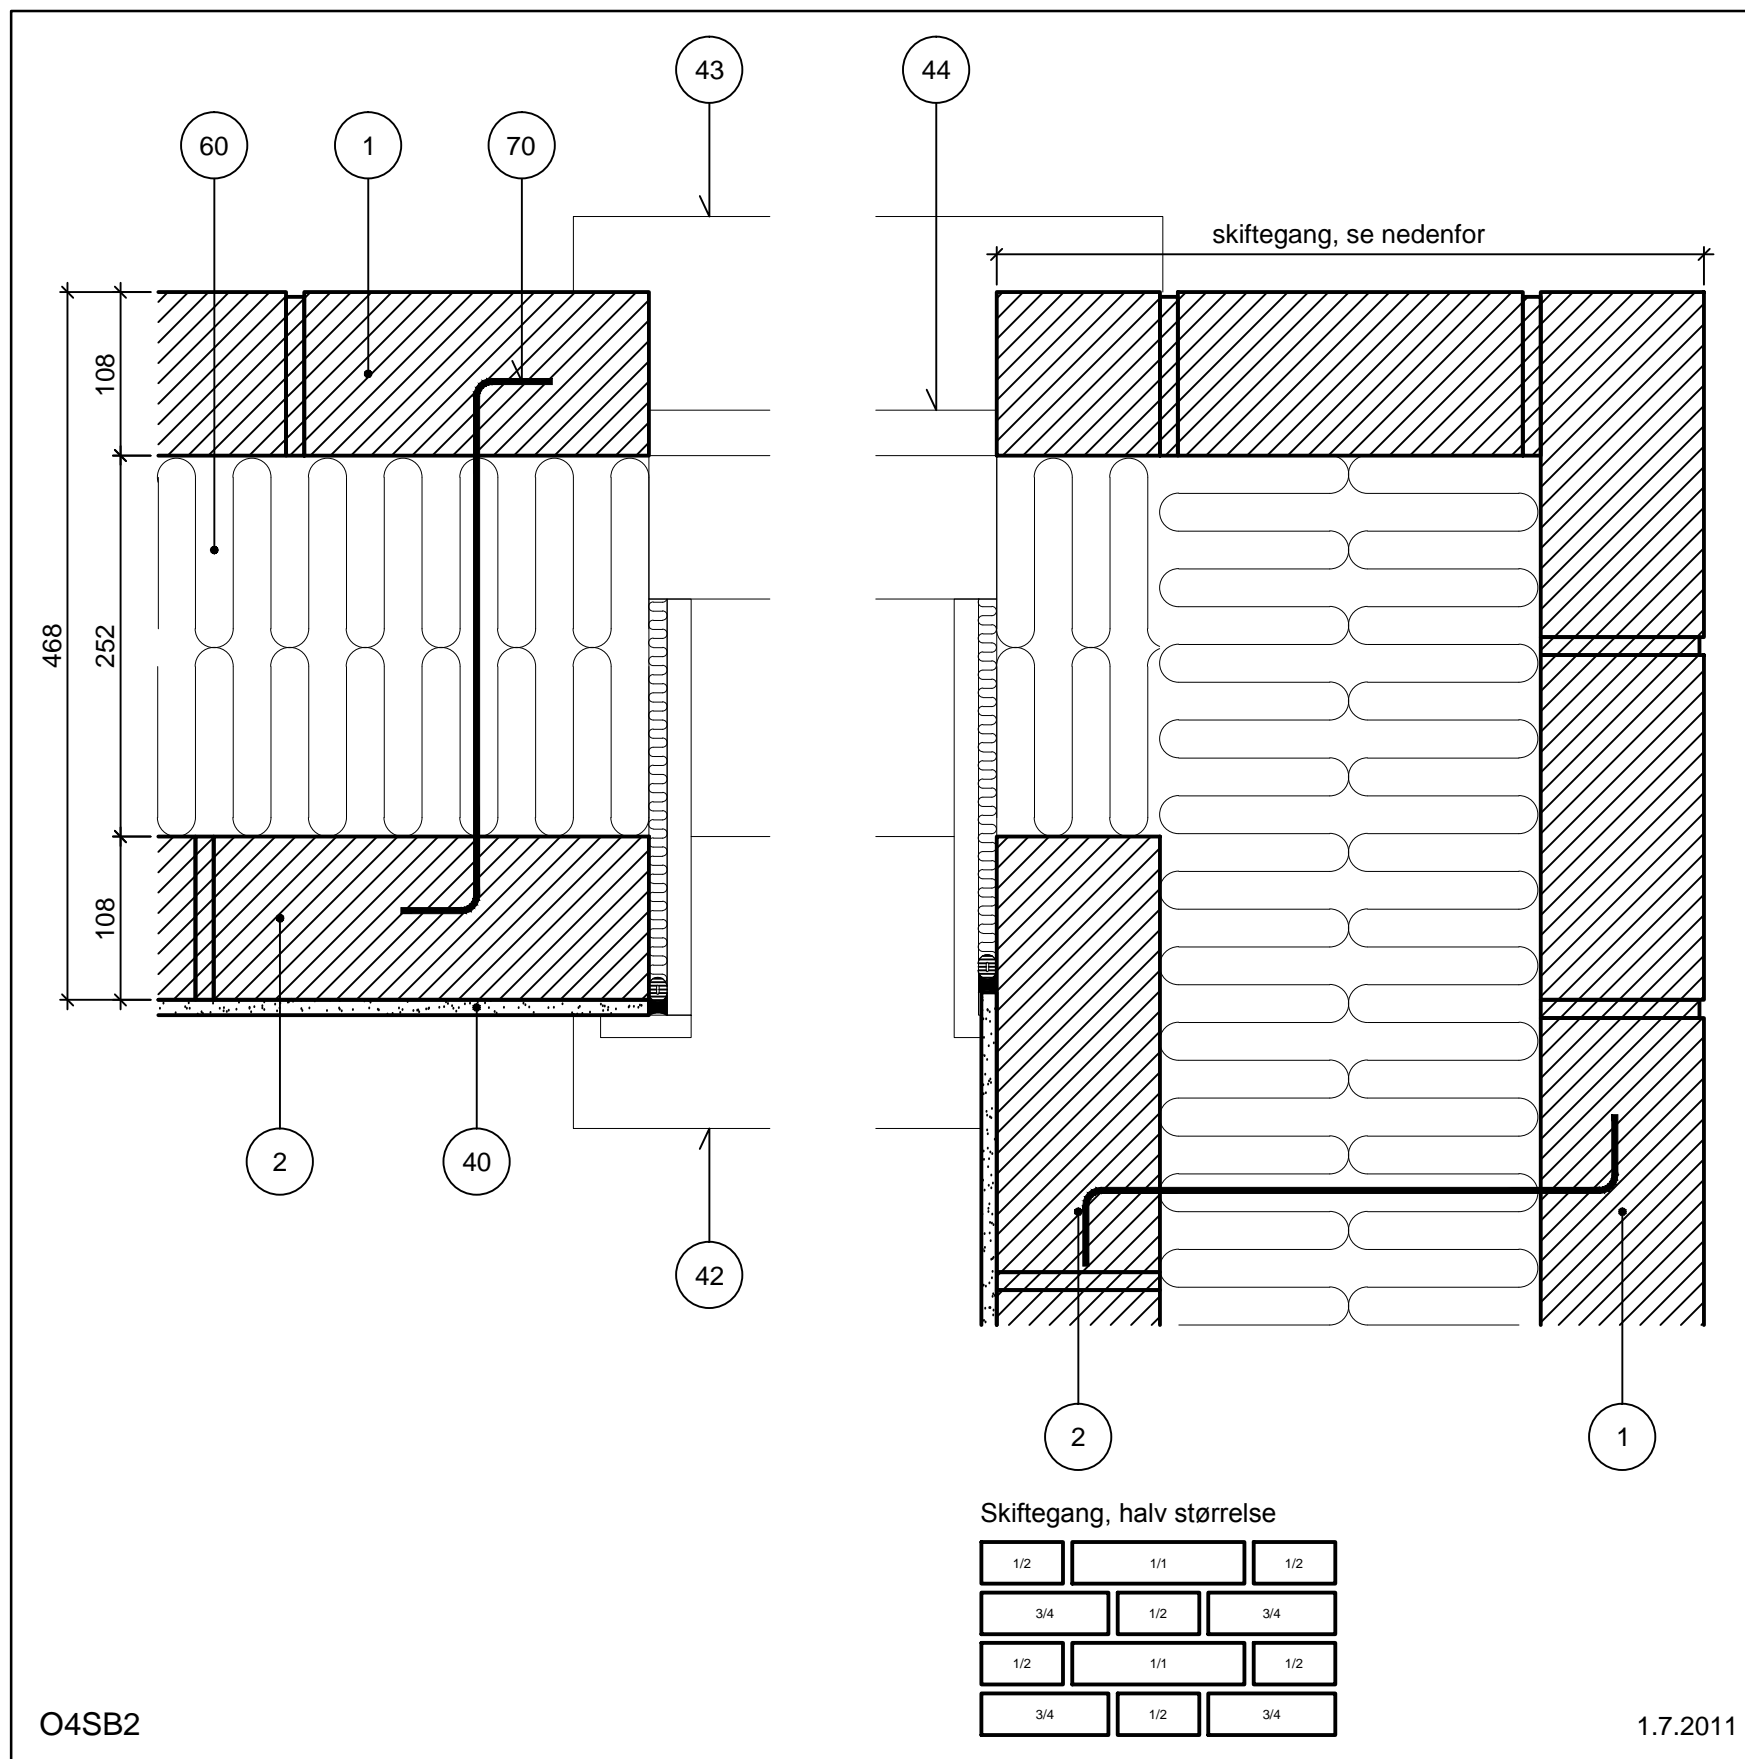 43
44
60
1
70
skiftegang, se nedenfor
108
468
252
108
2
40
42
2
1
Skiftegang, halv størrelse
1/2 1/1 1/2
3/4 1/2 3/4
1/2 1/1 1/2
3/4 1/2 3/4
O4SB2
1.7.2011